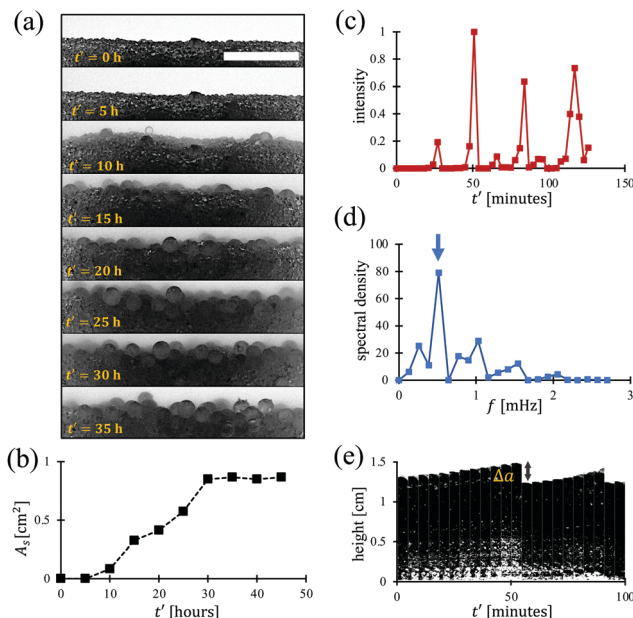 (a)
t' = 0 h
t' = 5 h
t' = 10 h
t' = 15 h
t' = 20 h
t' = 25 h
t' = 30 h
t' = 35 h
(b)
1
0.5
0
A_s [cm²]
0 10 20 30 40 50
t' [hours]
(c)
1
0.8
0.6
0.4
0.2
0
intensity
0 50 100 150
t' [minutes]
(d)
100
80
60
40
20
0
spectral density
0 1 2 3
f [mHz]
(e)
1.5
1
0.5
0
height [cm]
Δa
0 50 100
t' [minutes]